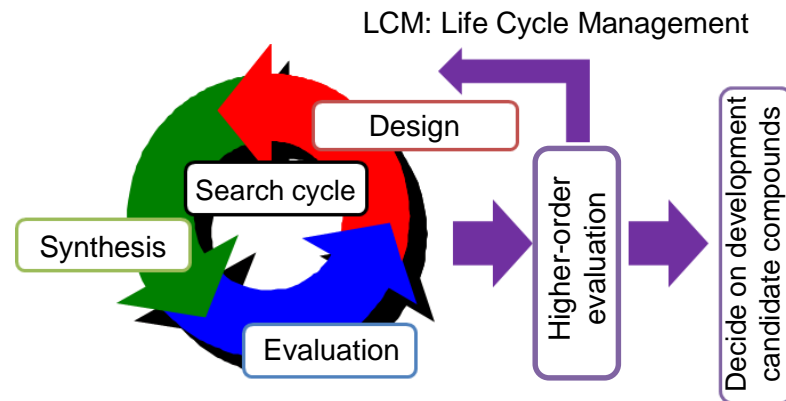 LCM: Life Cycle Management
Design
Search cycle
Synthesis
Evaluation
Higher-order
evaluation
Decide on development
candidate compounds